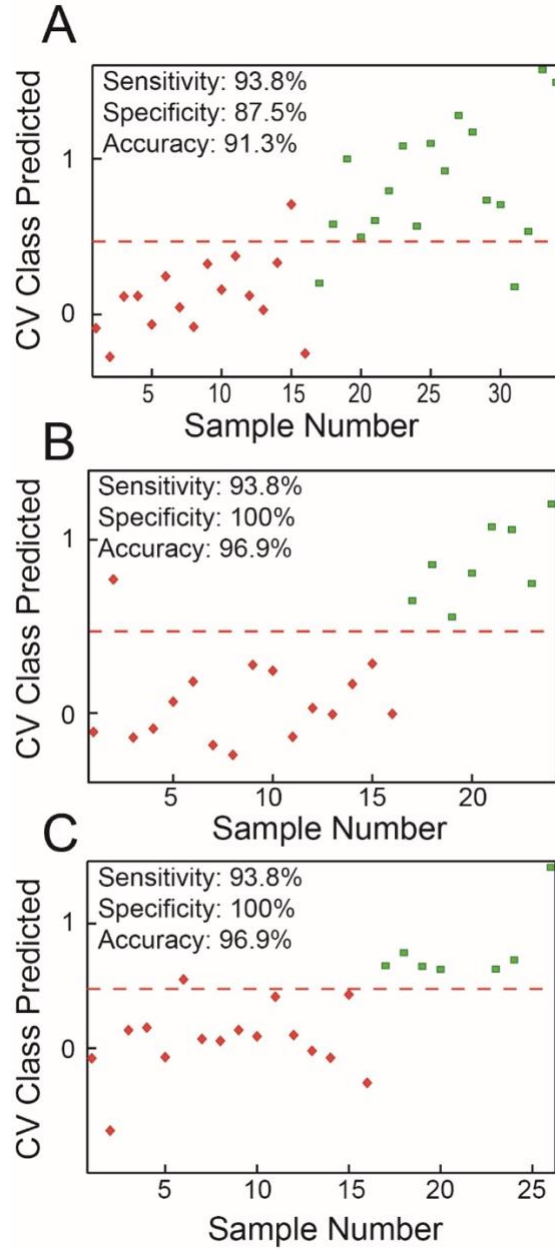 A
CV Class Predicted
Sensitivity: 93.8%
Specificity: 87.5%
Accuracy: 91.3%
1
0
5 10 15 20 25 30
Sample Number
B
CV Class Predicted
Sensitivity: 93.8%
Specificity: 100%
Accuracy: 96.9%
1
0
5 10 15 20
Sample Number
C
CV Class Predicted
Sensitivity: 93.8%
Specificity: 100%
Accuracy: 96.9%
1
0
5 10 15 20 25
Sample Number